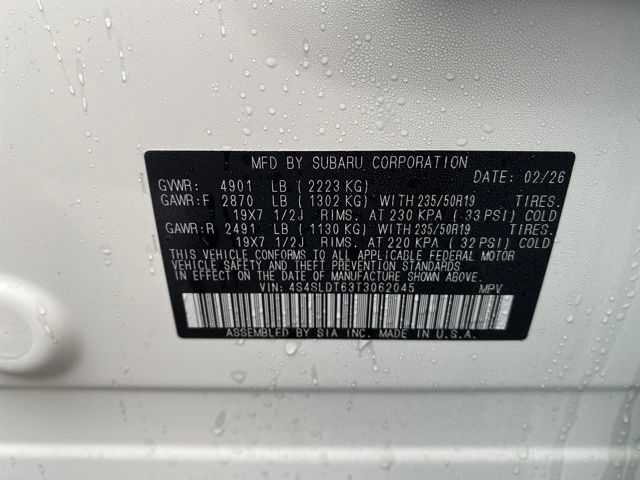 MFD BY SUBARU CORPORATION
DATE: 02/26
GVWR: 4901 LB ( 2223 KG)
GAWR:F 2870 LB ( 1302 KG) WITH 235/50R19 TIRES.
19X7 1/2J RIMS. AT 230 KPA ( 33 PSI) COLD
GAWR:R 2491 LB ( 1130 KG) WITH 235/50R19 TIRES.
19X7 1/2J RIMS. AT 220 KPA ( 32 PSI) COLD
THIS VEHICLE CONFORMS TO ALL APPLICABLE FEDERAL MOTOR
VEHICLE SAFETY AND THEFT PREVENTION STANDARDS
IN EFFECT ON THE DATE OF MANUFACTURE SHOWN ABOVE.
VIN: 4S4SLDT63T3062045 MPV
ASSEMBLED BY SIA INC. MADE IN U.S.A.